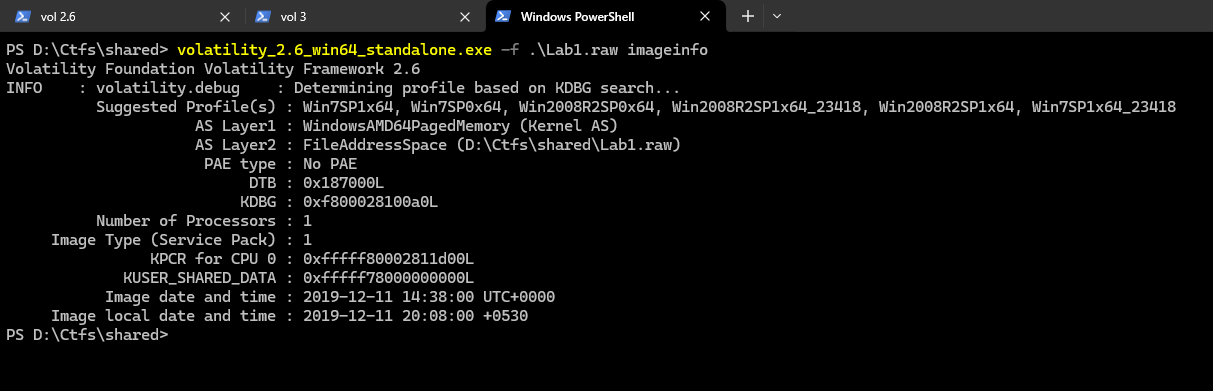 vol 2.6
vol 3
Windows PowerShell
PS D:\Ctfs\shared> volatility_2.6_win64_standalone.exe -f .\Lab1.raw imageinfo
Volatility Foundation Volatility Framework 2.6
INFO    : volatility.debug    : Determining profile based on KDBG search...
          Suggested Profile(s) : Win7SP1x64, Win7SP0x64, Win2008R2SP0x64, Win2008R2SP1x64_23418, Win2008R2SP1x64, Win7SP1x64_23418
                     AS Layer1 : WindowsAMD64PagedMemory (Kernel AS)
                     AS Layer2 : FileAddressSpace (D:\Ctfs\shared\Lab1.raw)
                      PAE type : No PAE
                           DTB : 0x187000L
                          KDBG : 0xf800028100a0L
          Number of Processors : 1
     Image Type (Service Pack) : 1
                KPCR for CPU 0 : 0xfffff80002811d00L
             KUSER_SHARED_DATA : 0xfffff78000000000L
           Image date and time : 2019-12-11 14:38:00 UTC+0000
     Image local date and time : 2019-12-11 20:08:00 +0530
PS D:\Ctfs\shared>